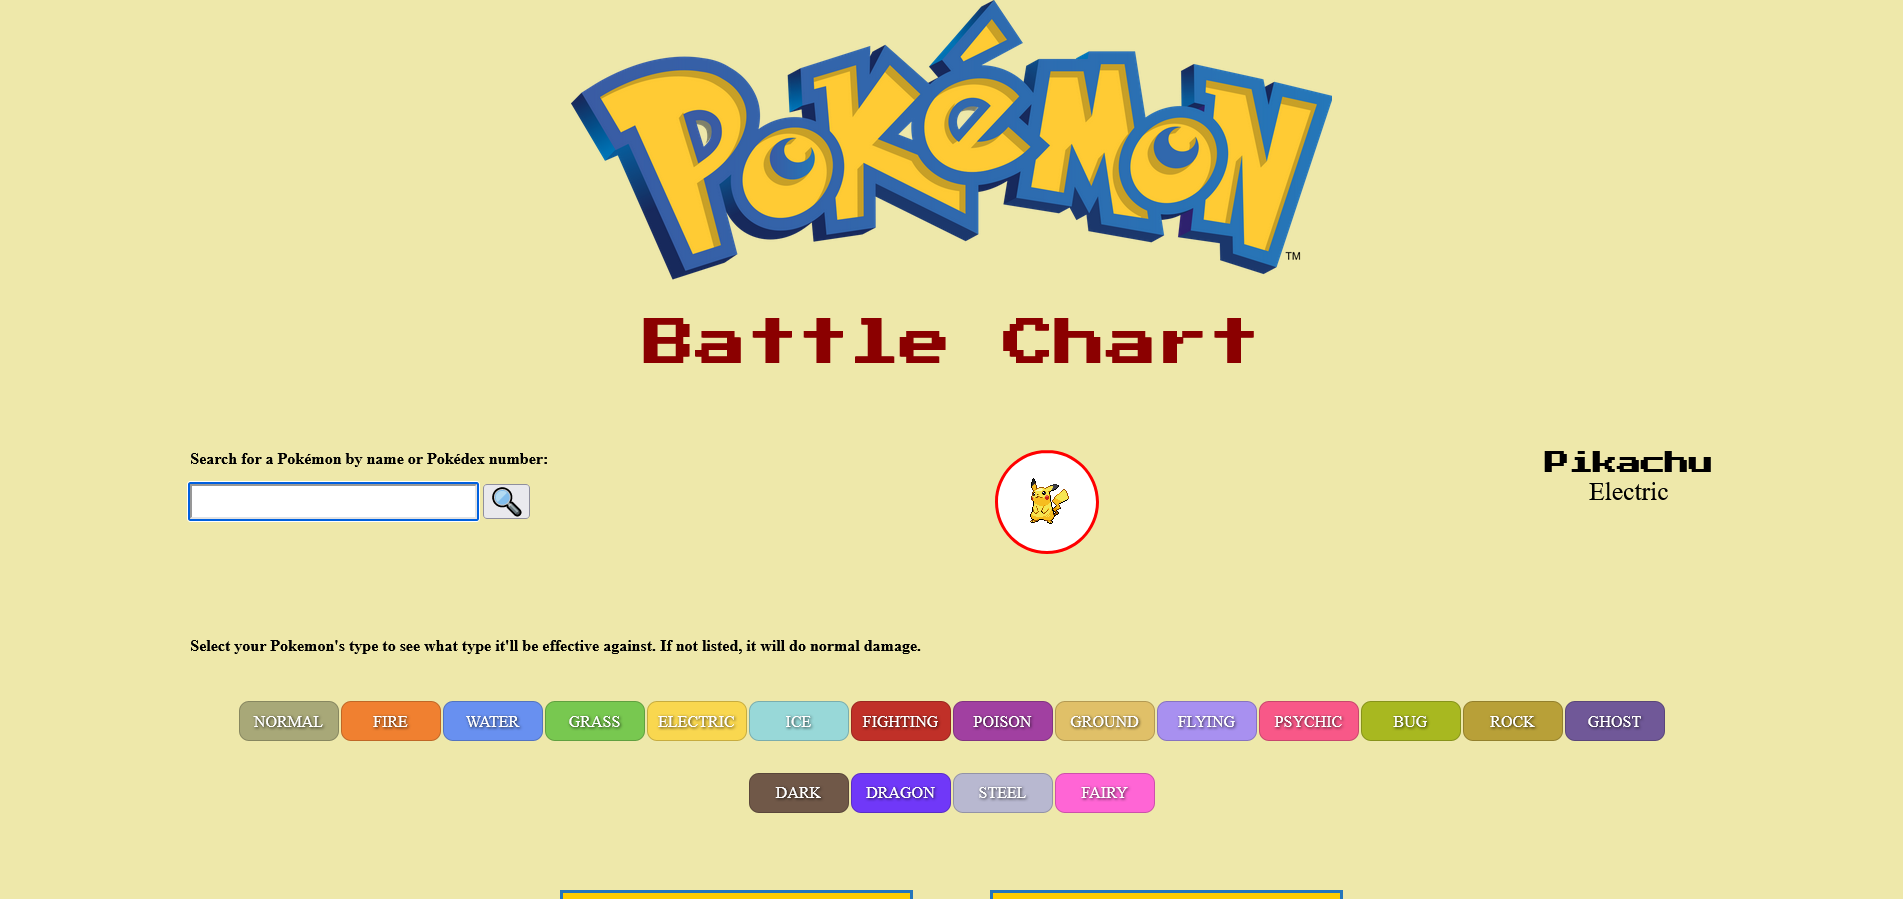 POKéMON
TM
Battle Chart
Search for a Pokémon by name or Pokédex number:
Pikachu
Electric
Select your Pokemon's type to see what type it'll be effective against. If not listed, it will do normal damage.
NORMAL FIRE WATER GRASS ELECTRIC ICE FIGHTING POISON GROUND FLYING PSYCHIC BUG ROCK GHOST
DARK DRAGON STEEL FAIRY